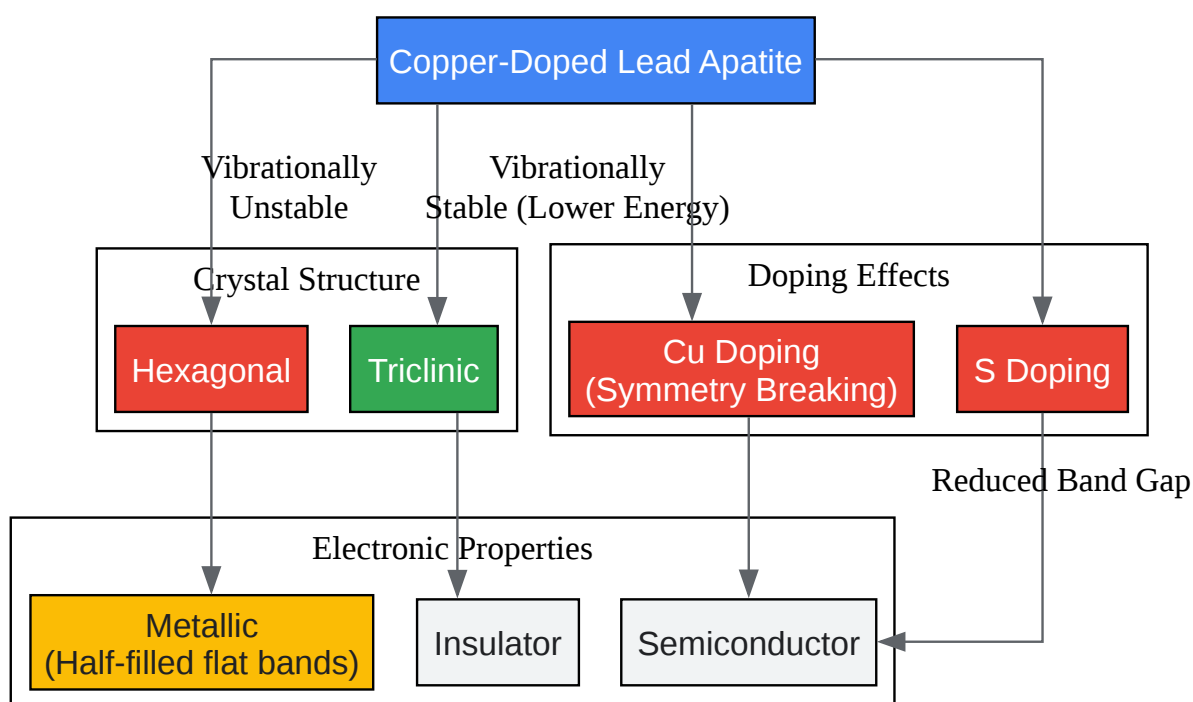 Copper-Doped Lead Apatite
Vibrationally
Unstable
Vibrationally
Stable (Lower Energy)
Crystal Structure
Doping Effects
Hexagonal
Triclinic
Cu Doping
(Symmetry Breaking)
S Doping
Reduced Band Gap
Electronic Properties
Metallic
(Half-filled flat bands)
Insulator
Semiconductor